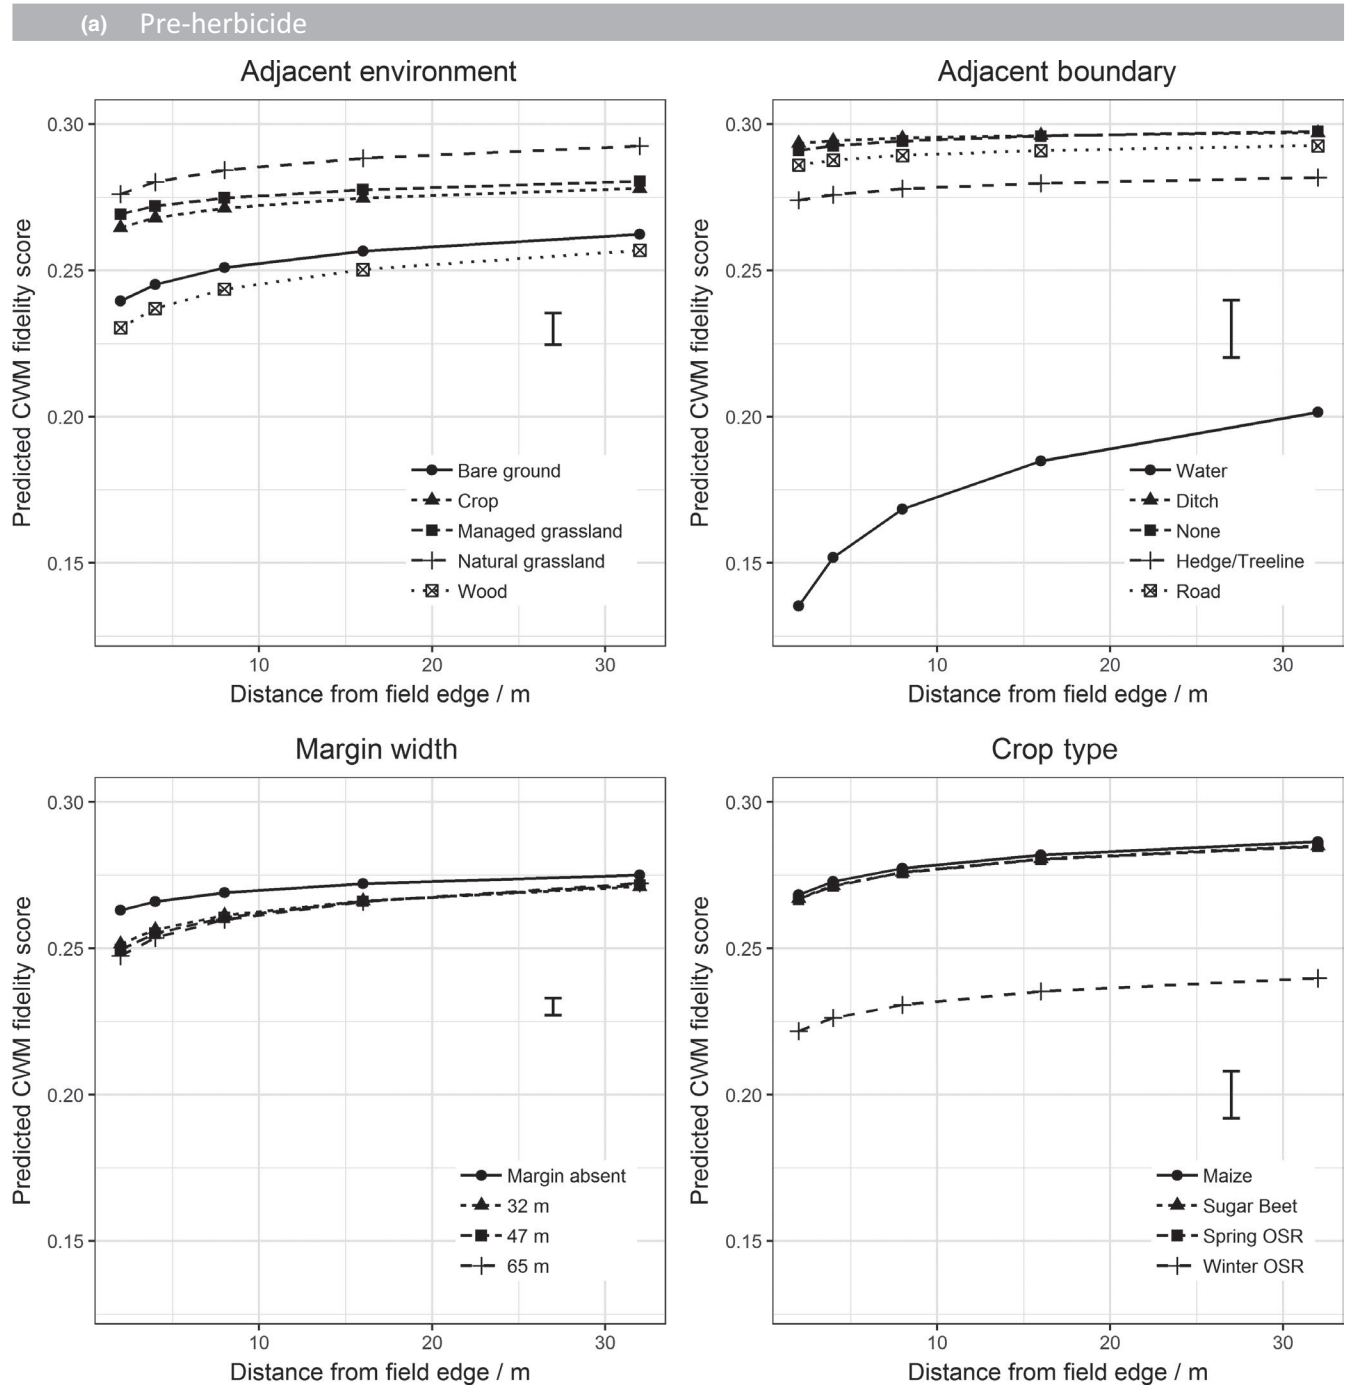 (a) Pre-herbicide
Adjacent environment
Predicted CWM fidelity score
0.30
0.25
0.20
0.15
Bare ground
Crop
Managed grassland
Natural grassland
Wood
10 20 30
Distance from field edge / m
Adjacent boundary
Predicted CWM fidelity score
0.30
0.25
0.20
0.15
Water
Ditch
None
Hedge/Treeline
Road
10 20 30
Distance from field edge / m
Margin width
Predicted CWM fidelity score
0.30
0.25
0.20
0.15
Margin absent
32 m
47 m
65 m
10 20 30
Distance from field edge / m
Crop type
Predicted CWM fidelity score
0.30
0.25
0.20
0.15
Maize
Sugar Beet
Spring OSR
Winter OSR
10 20 30
Distance from field edge / m